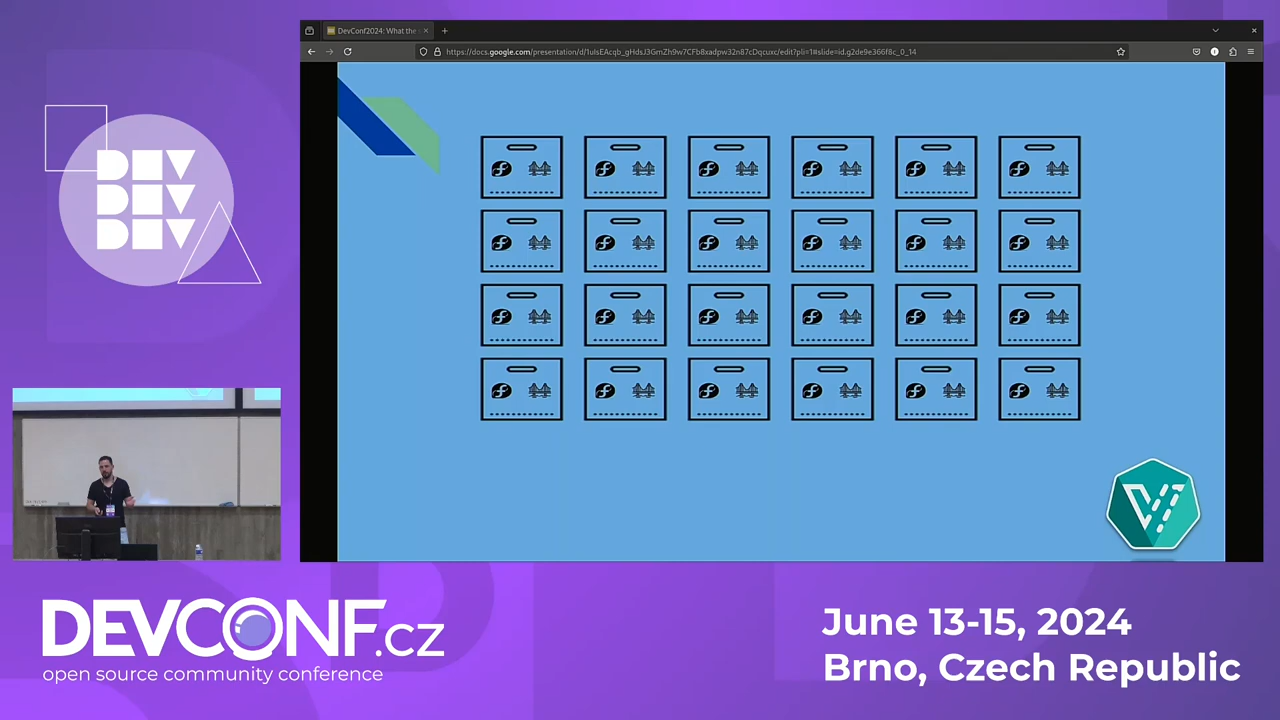 DevConf2024: What the
https://docs.google.com/presentation/d/1uIsEAcqb_gHdsJ3GmZh9w7CFb8xadpw32n87cDqcuxc/edit?pli=1#slide=id.g2de9e366f8c_0_14
DEV
DEV
DEV
DEVCONF.cz
open source community conference
June 13-15, 2024
Brno, Czech Republic